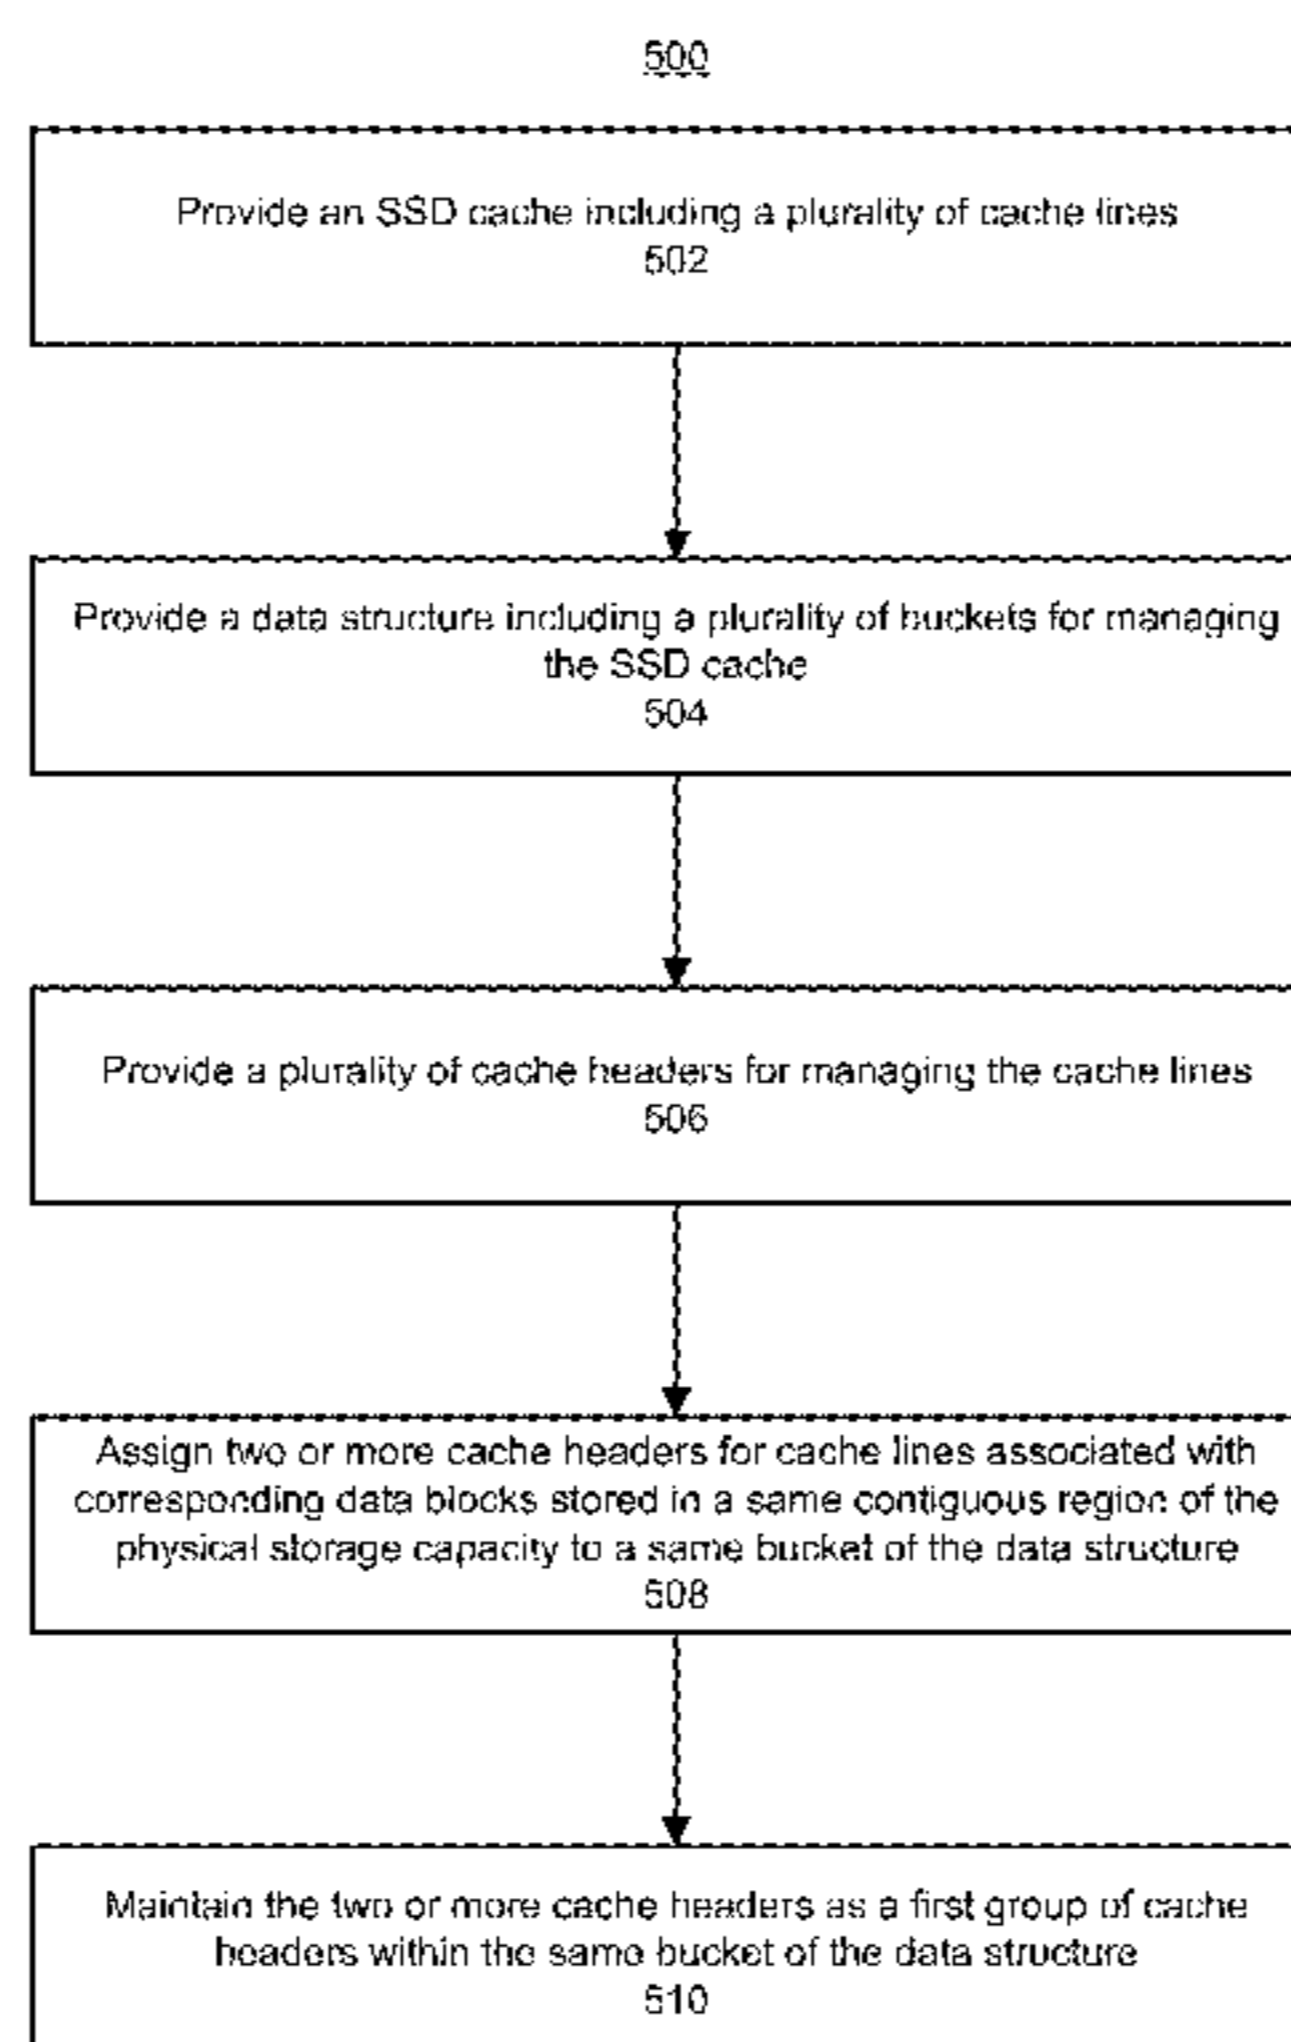 500
Provide an SSD cache including a plurality of cache lines
502
Provide a data structure including a plurality of buckets for managing
the SSD cache
504
Provide a plurality of cache headers for managing the cache lines
506
Assign two or more cache headers for cache lines associated with
corresponding data blocks stored in a same contiguous region of the
physical storage capacity to a same bucket of the data structure
508
Maintain the two or more cache headers as a first group of cache
headers within the same bucket of the data structure
510